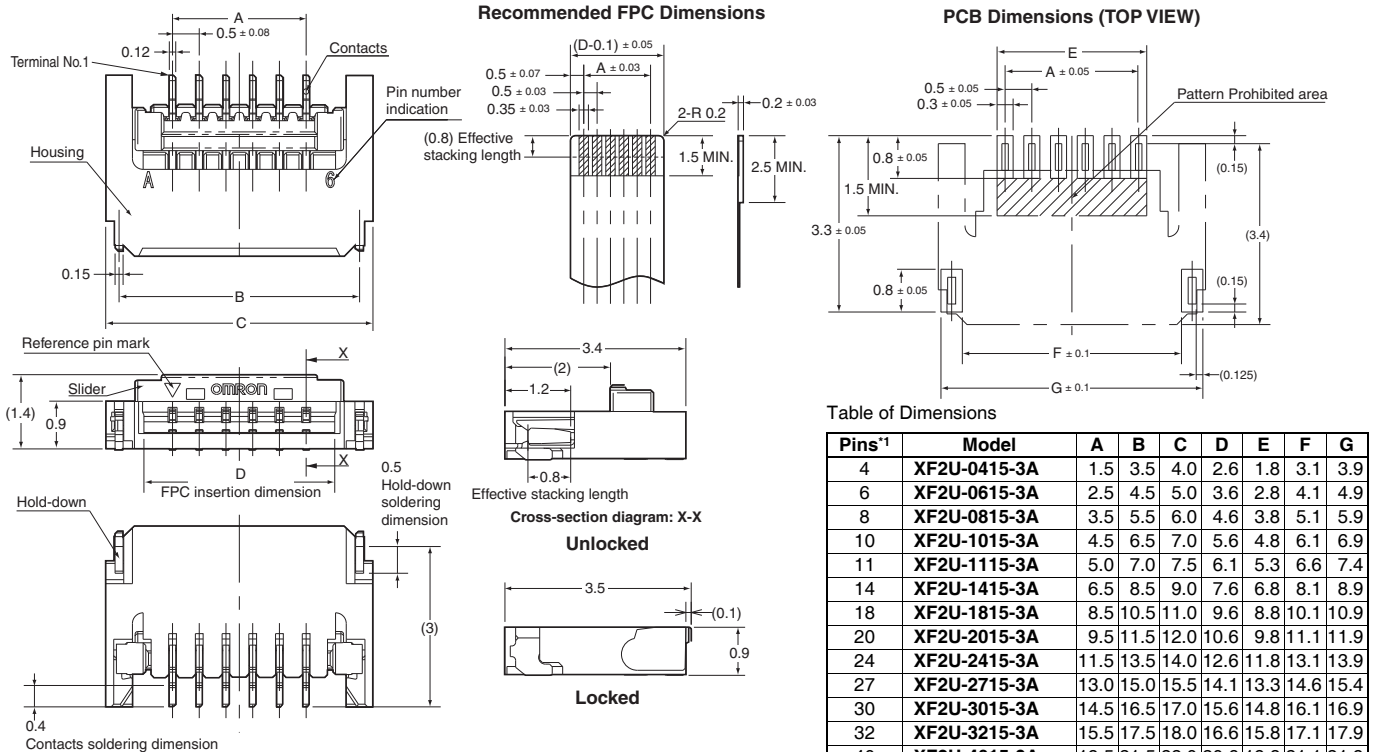 A
0.5 ± 0.08
0.12
Contacts
Terminal No.1
Pin number
indication
Housing
A
6
0.15
B
C
Reference pin mark
X
Slider
OMRON
(1.4)
0.9
X
D
FPC insertion dimension
0.5
Hold-down
soldering
dimension
Hold-down
(3)
0.4
Contacts soldering dimension
Recommended FPC Dimensions
(D-0.1) ± 0.05
0.5 ± 0.07
A ± 0.03
0.5 ± 0.03
0.35 ± 0.03
0.2 ± 0.03
2-R 0.2
(0.8) Effective
stacking length
1.5 MIN.
2.5 MIN.
3.4
(2)
1.2
0.8
Effective stacking length
Cross-section diagram: X-X
Unlocked
3.5
(0.1)
0.9
Locked
PCB Dimensions (TOP VIEW)
E
A ± 0.05
0.5 ± 0.05
0.3 ± 0.05
Pattern Prohibited area
0.8 ± 0.05
(0.15)
1.5 MIN.
3.3 ± 0.05
(3.4)
0.8 ± 0.05
(0.15)
F ± 0.1
(0.125)
G ± 0.1
Table of Dimensions
Pins*1 Model A B C D E F G
4 XF2U-0415-3A 1.5 3.5 4.0 2.6 1.8 3.1 3.9
6 XF2U-0615-3A 2.5 4.5 5.0 3.6 2.8 4.1 4.9
8 XF2U-0815-3A 3.5 5.5 6.0 4.6 3.8 5.1 5.9
10 XF2U-1015-3A 4.5 6.5 7.0 5.6 4.8 6.1 6.9
11 XF2U-1115-3A 5.0 7.0 7.5 6.1 5.3 6.6 7.4
14 XF2U-1415-3A 6.5 8.5 9.0 7.6 6.8 8.1 8.9
18 XF2U-1815-3A 8.5 10.5 11.0 9.6 8.8 10.1 10.9
20 XF2U-2015-3A 9.5 11.5 12.0 10.6 9.8 11.1 11.9
24 XF2U-2415-3A 11.5 13.5 14.0 12.6 11.8 13.1 13.9
27 XF2U-2715-3A 13.0 15.0 15.5 14.1 13.3 14.6 15.4
30 XF2U-3015-3A 14.5 16.5 17.0 15.6 14.8 16.1 16.9
32 XF2U-3215-3A 15.5 17.5 18.0 16.6 15.8 17.1 17.9